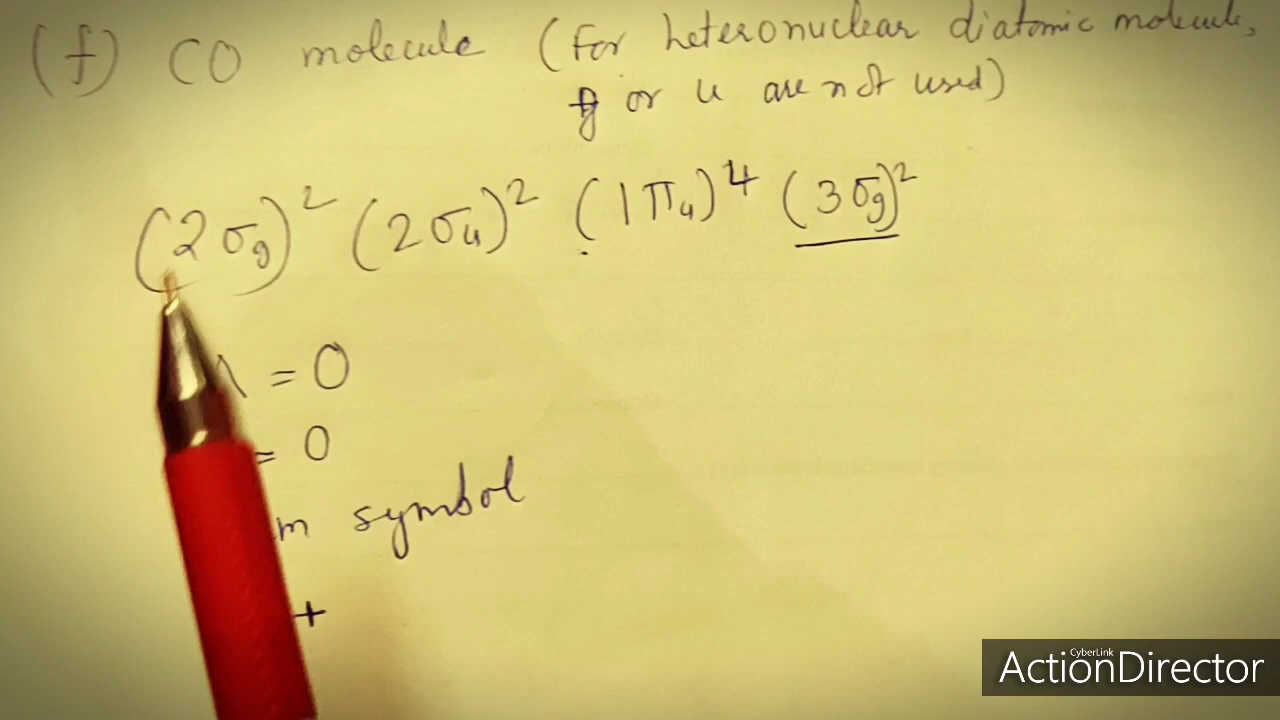 (f) CO molecule (For heteronuclear diatomic molecule,
g or u are not used)
(2σg)² (2σu)² (1πu)⁴ (3σg)²
= 0
= 0
m symbol
+
CyberLink
ActionDirector